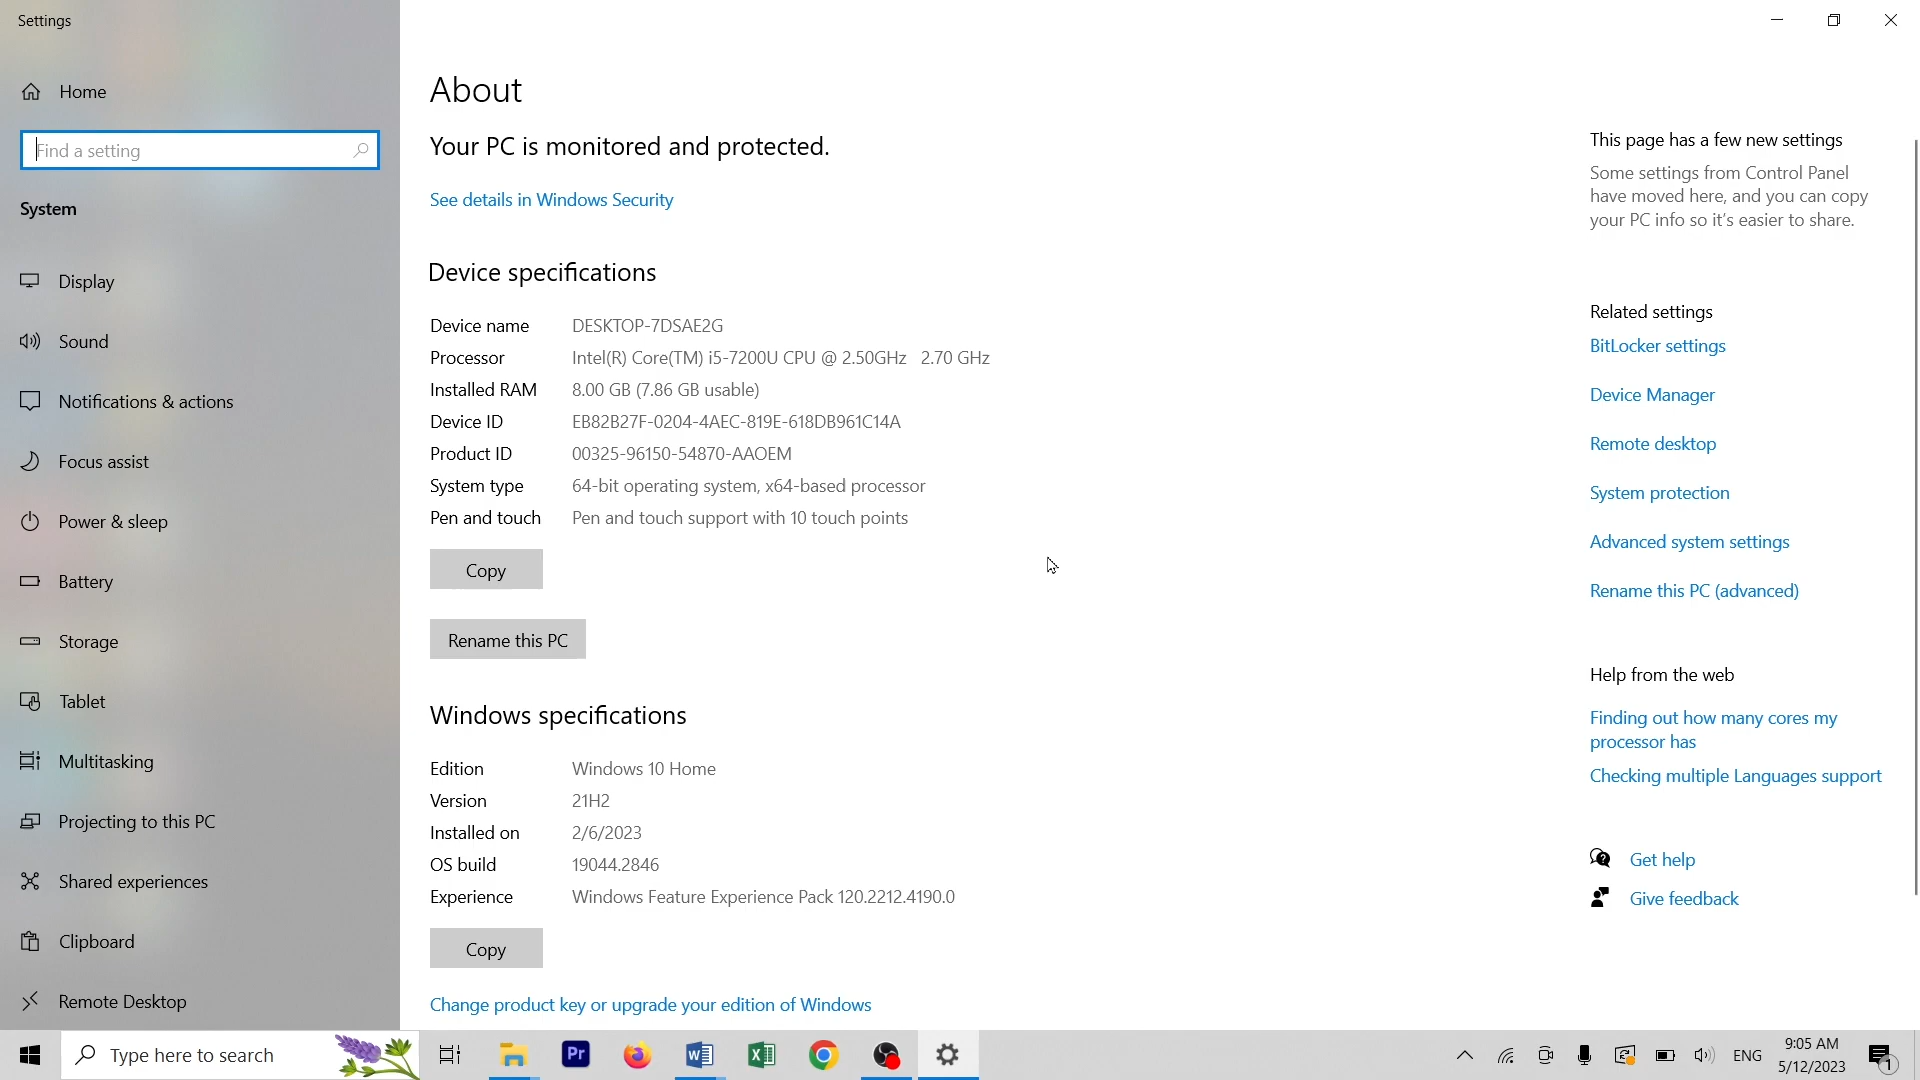 Settings
Home
Find a setting
System
Display
Sound
Notifications & actions
Focus assist
Power & sleep
Battery
Storage
Tablet
Multitasking
Projecting to this PC
Shared experiences
Clipboard
Remote Desktop
About
Your PC is monitored and protected.
See details in Windows Security
Device specifications
Device name DESKTOP-7DSAE2G
Processor Intel(R) Core(TM) i5-7200U CPU @ 2.50GHz 2.70 GHz
Installed RAM 8.00 GB (7.86 GB usable)
Device ID EB82B27F-0204-4AEC-819E-618DB961C14A
Product ID 00325-96150-54870-AAOEM
System type 64-bit operating system, x64-based processor
Pen and touch Pen and touch support with 10 touch points
Copy
Rename this PC
Windows specifications
Edition Windows 10 Home
Version 21H2
Installed on 2/6/2023
OS build 19044.2846
Experience Windows Feature Experience Pack 120.2212.4190.0
Copy
Change product key or upgrade your edition of Windows
This page has a few new settings
Some settings from Control Panel
have moved here, and you can copy
your PC info so it's easier to share.
Related settings
BitLocker settings
Device Manager
Remote desktop
System protection
Advanced system settings
Rename this PC (advanced)
Help from the web
Finding out how many cores my
processor has
Checking multiple Languages support
Get help
Give feedback
Type here to search
Pr
ENG
9:05 AM
5/12/2023
1